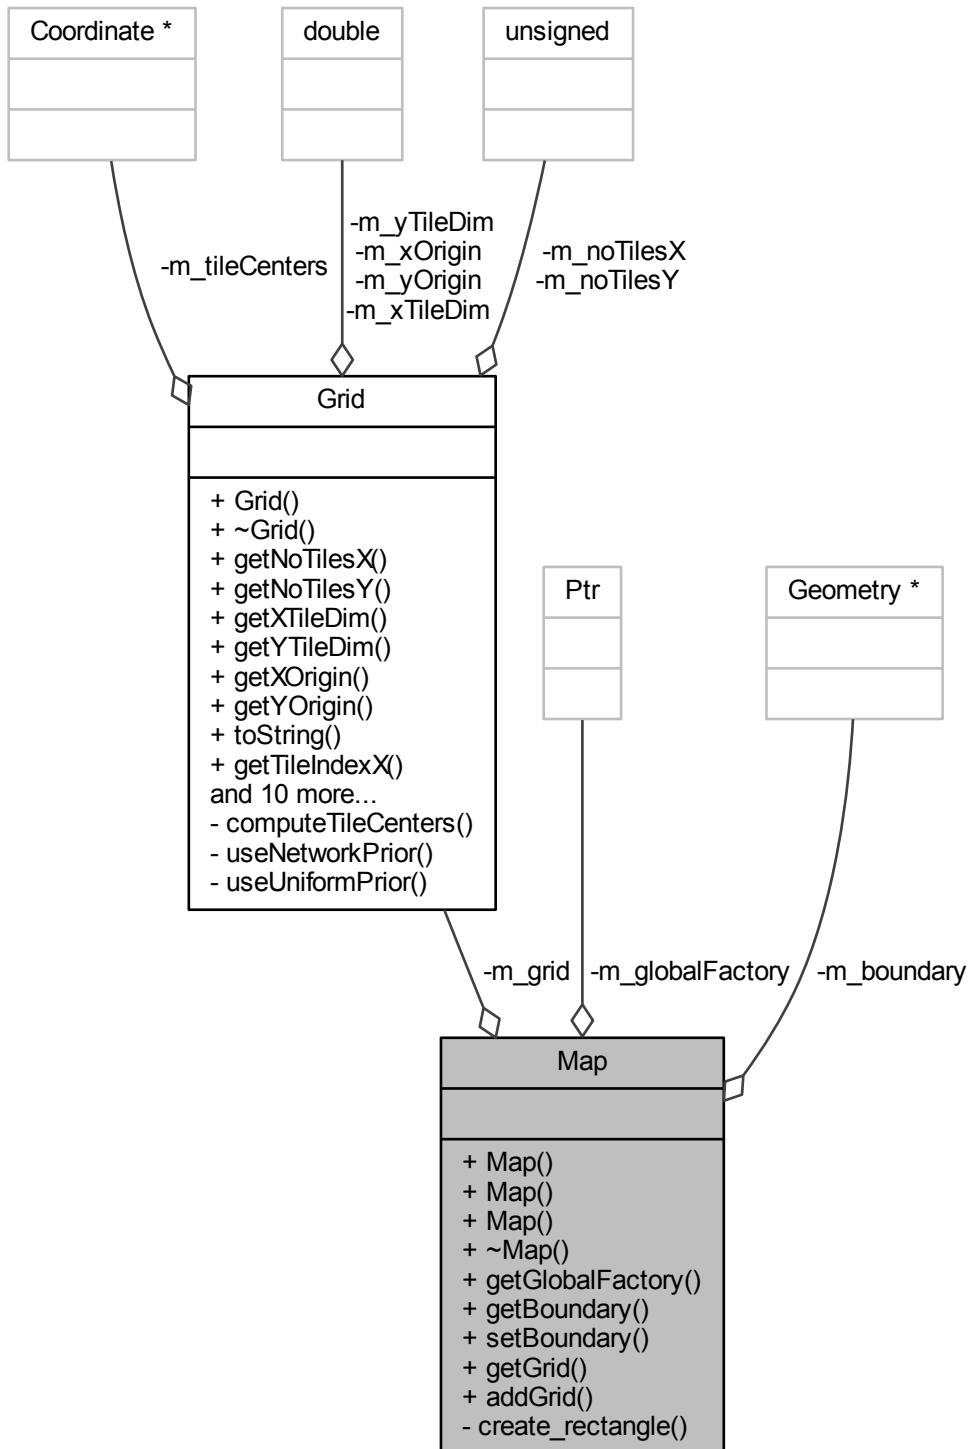 Coordinate *
double
unsigned
-m_tileCenters
-m_yTileDim
-m_xOrigin
-m_yOrigin
-m_xTileDim
-m_noTilesX
-m_noTilesY
Grid
+ Grid()
+ ~Grid()
+ getNoTilesX()
+ getNoTilesY()
+ getXTileDim()
+ getYTileDim()
+ getXOrigin()
+ getYOrigin()
+ toString()
+ getTileIndexX()
and 10 more...
- computeTileCenters()
- useNetworkPrior()
- useUniformPrior()
Ptr
Geometry *
-m_grid
-m_globalFactory
-m_boundary
Map
+ Map()
+ Map()
+ Map()
+ ~Map()
+ getGlobalFactory()
+ getBoundary()
+ setBoundary()
+ getGrid()
+ addGrid()
- create_rectangle()